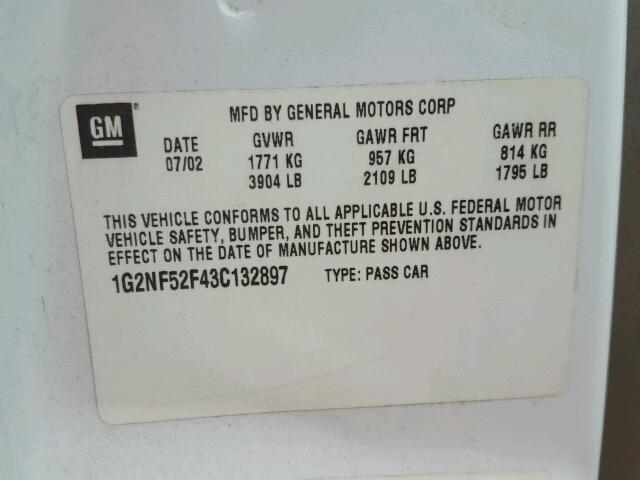 GM
®
MFD BY GENERAL MOTORS CORP
DATE GVWR GAWR FRT GAWR RR
07/02 1771 KG 957 KG 814 KG
3904 LB 2109 LB 1795 LB
THIS VEHICLE CONFORMS TO ALL APPLICABLE U.S. FEDERAL MOTOR
VEHICLE SAFETY, BUMPER, AND THEFT PREVENTION STANDARDS IN
EFFECT ON THE DATE OF MANUFACTURE SHOWN ABOVE.
1G2NF52F43C132897 TYPE: PASS CAR